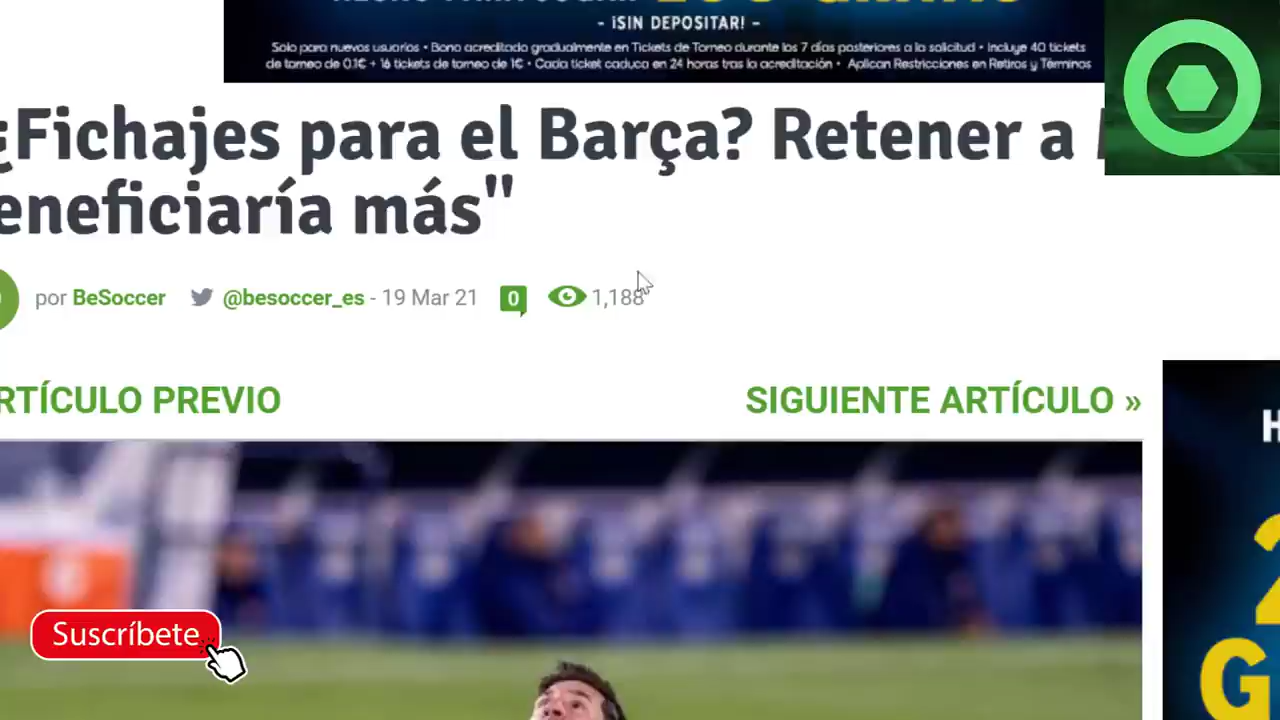 - ¡SIN DEPOSITAR! -
Solo para nuevos usuarios • Bono acreditado gradualmente en Tickets de Torneo durante los 7 días posteriores a la solicitud • Incluye 40 tickets
de torneo de 0.1€ + 16 tickets de torneo de 1€ • Cada ticket caduca en 24 horas tras la acreditación • Aplican Restricciones en Retiros y Términos
¿Fichajes para el Barça? Retener a
eneficiaría más"
por BeSoccer @besoccer_es - 19 Mar 21 0 1,188
RTÍCULO PREVIO
SIGUIENTE ARTÍCULO »
H
2
G
Suscríbete